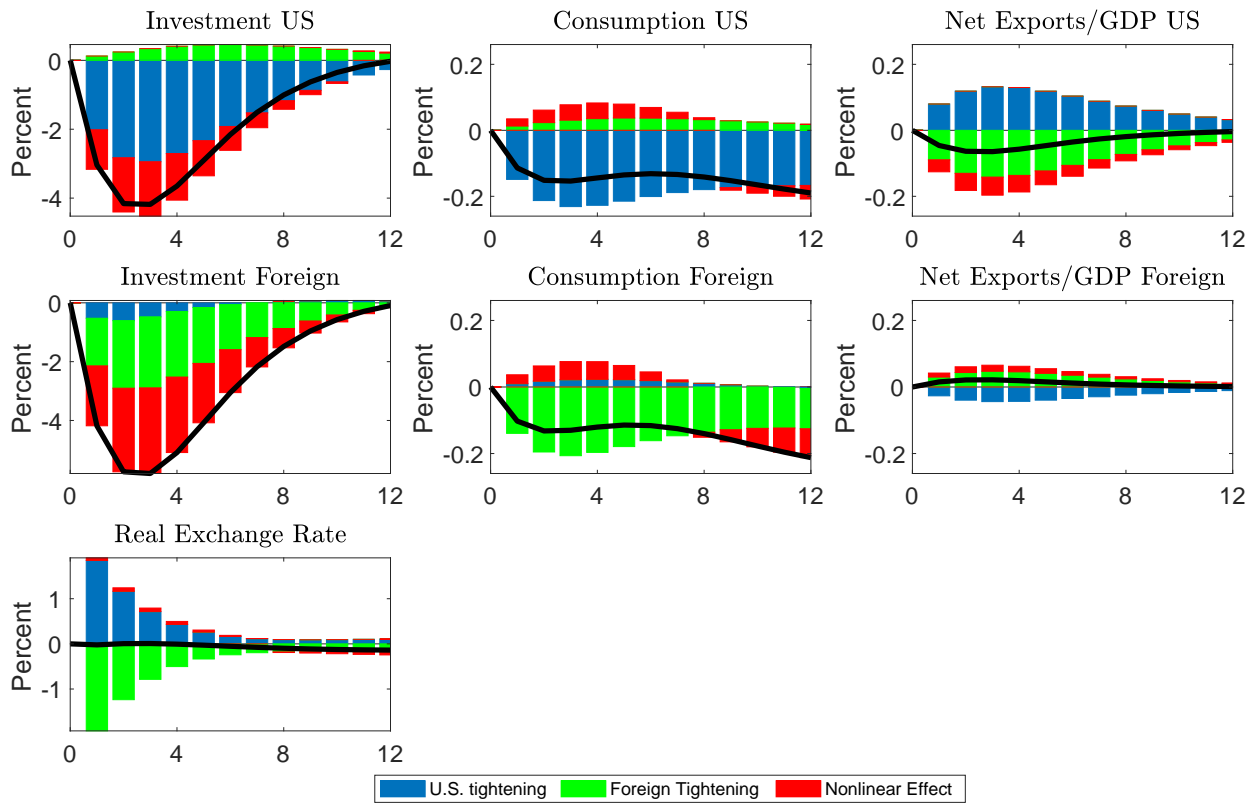 Investment US
Consumption US
Net Exports/GDP US
Percent
0
-2
-4
0 4 8 12
Percent
0.2
0
-0.2
0 4 8 12
Percent
0.2
0
-0.2
0 4 8 12
Investment Foreign
Consumption Foreign
Net Exports/GDP Foreign
Percent
0
-2
-4
0 4 8 12
Percent
0.2
0
-0.2
0 4 8 12
Percent
0.2
0
-0.2
0 4 8 12
Real Exchange Rate
Percent
1
0
-1
0 4 8 12
U.S. tightening Foreign Tightening Nonlinear Effect